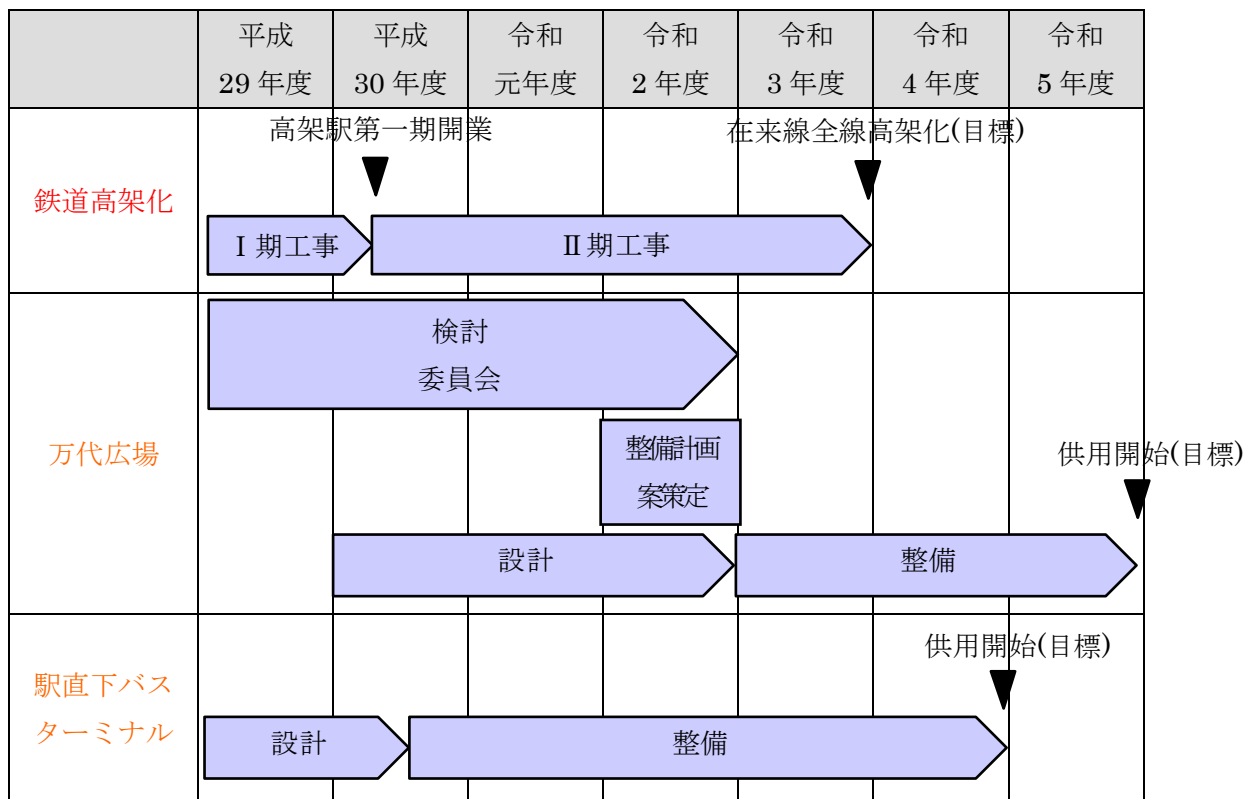 平成
29 年度
平成
30 年度
令和
元年度
令和
2 年度
令和
3 年度
令和
4 年度
令和
5 年度
鉄道高架化
高架駅第一期開業
在来線全線高架化(目標)
Ⅰ期工事
Ⅱ期工事
万代広場
検討
委員会
整備計画
案策定
供用開始(目標)
設計
整備
駅直下バス
ターミナル
供用開始(目標)
設計
整備